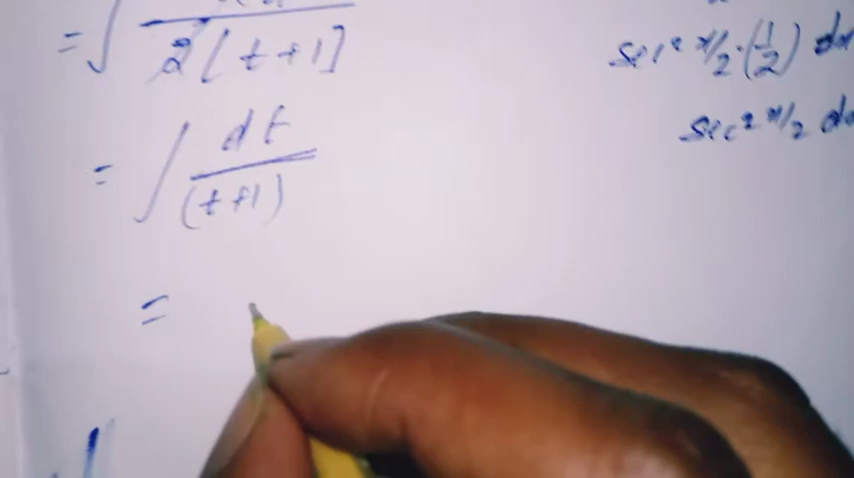 = ∫ 2[t+1]
sec² x/2 · (1/2) dx
= ∫ dt/(t+1)
sec² x/2 dx
=